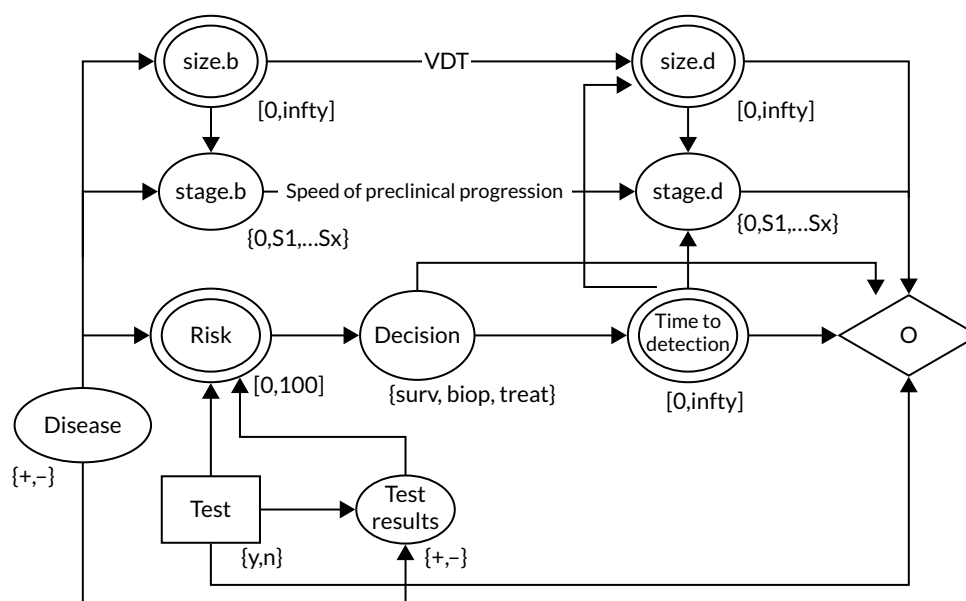 size.b
VDT
size.d
[0,infty]
[0,infty]
stage.b
Speed of preclinical progression
stage.d
{0,S1,...Sx}
{0,S1,...Sx}
Risk
Decision
Time to
detection
O
[0,100]
{surv, biop, treat}
[0,infty]
Disease
{+,–}
Test
Test
results
{y,n}
{+,–}